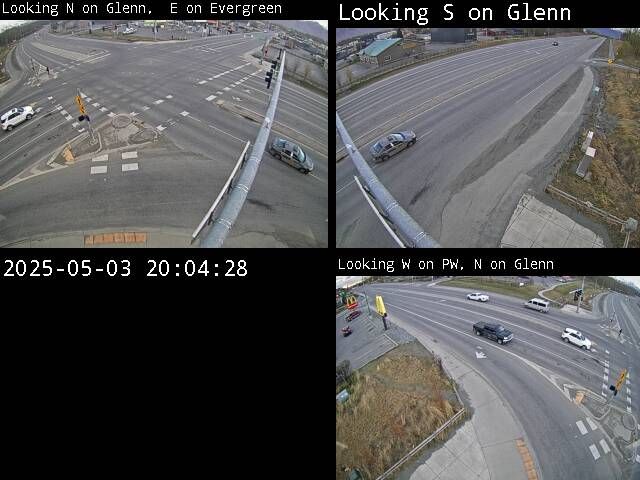 Looking N on Glenn,  E on Evergreen
Looking S on Glenn
2025-05-03 20:04:28
Looking W on PW, N on Glenn